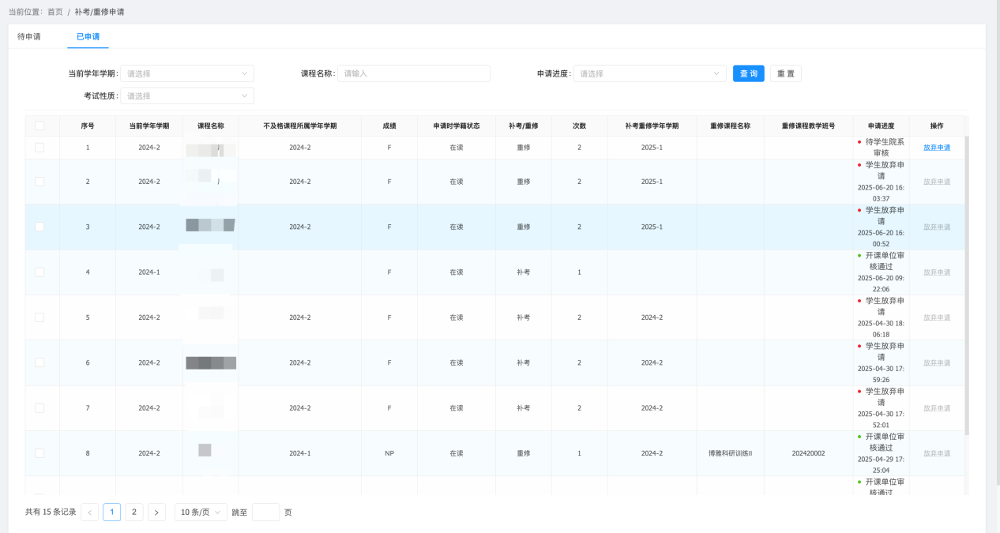 当前位置: 首页 / 补考/重修申请
待申请 已申请
当前学年学期: 请选择 课程名称: 请输入 申请进度: 请选择 查 询 重 置
考试性质: 请选择
序号 当前学年学期 课程名称 不及格课程所属学年学期 成绩 申请时学籍状态 补考/重修 次数 补考重修学年学期 重修课程名称 重修课程教学班号 申请进度 操作
1 2024-2 2024-2 F 在读 重修 2 2025-1 待学生院系 放弃申请
审核
学生放弃申
2 2024-2 2024-2 F 在读 重修 2 2025-1 请 放弃申请
2025-06-20 16:
03:37
学生放弃申
3 2024-2 2024-2 F 在读 重修 2 2025-1 请 放弃申请
2025-06-20 16:
00:52
开课单位审
4 2024-1 F 在读 补考 1 核通过 放弃申请
2025-06-20 09:
22:06
学生放弃申
5 2024-2 2024-2 F 在读 补考 2 2024-2 请 放弃申请
2025-04-30 18:
06:18
学生放弃申
6 2024-2 2024-2 F 在读 补考 2 2024-2 请 放弃申请
2025-04-30 17:
59:26
学生放弃申
7 2024-2 2024-2 F 在读 补考 2 2024-2 请 放弃申请
2025-04-30 17:
52:01
开课单位审
8 2024-2 2024-1 NP 在读 重修 1 2024-2 博雅科研训练II 202420002 核通过 放弃申请
2025-04-29 17:
25:04
开课单位审
核通过
共有 15 条记录 < 1 2 > 10 条/页 跳至 页